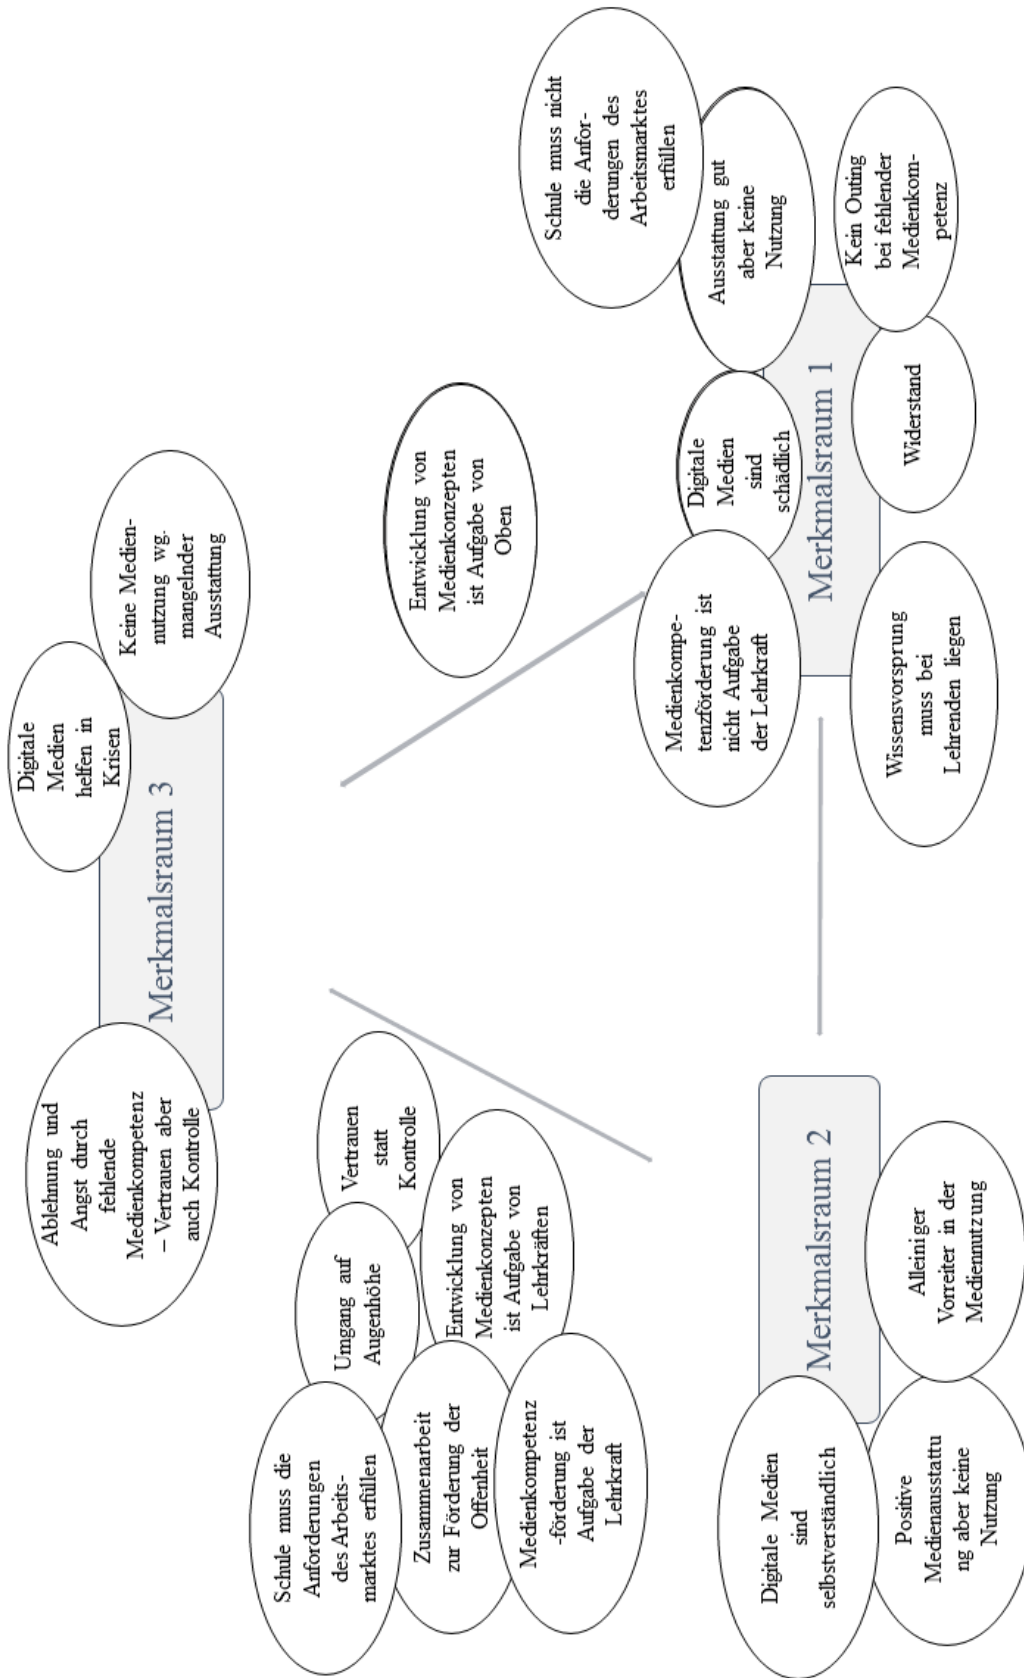 Ablehnung und
Angst durch
fehlende
Medienkompetenz
– Vertrauen aber
auch Kontrolle
Merkmalsraum 3
Digitale
Medien
helfen in
Krisen
Keine Medien-
nutzung wg.
mangelnder
Ausstattung
Schule muss die
Anforderungen
des Arbeits-
marktes erfüllen
Umgang auf
Augenhöhe
Vertrauen
statt
Kontrolle
Zusammenarbeit
zur Förderung der
Offenheit
Entwicklung von
Medienkonzepten
ist Aufgabe von
Lehrkräften
Medienkompetenz
-förderung ist
Aufgabe der
Lehrkraft
Entwicklung von
Medienkonzepten
ist Aufgabe von
Oben
Schule muss nicht
die Anfor-
derungen des
Arbeitsmarktes
erfüllen
Digitale Medien
sind
selbstverständlich
Merkmalsraum 2
Positive
Medienausstattu
ng aber keine
Nutzung
Alleiniger
Vorreiter in der
Mediennutzung
Medienkompe-
tenzförderung ist
nicht Aufgabe
der Lehrkraft
Digitale
Medien
sind
schädlich
Ausstattung gut
aber keine
Nutzung
Merkmalsraum 1
Wissensvorsprung
muss bei
Lehrenden liegen
Widerstand
Kein Outing
bei fehlender
Medienkom-
petenz